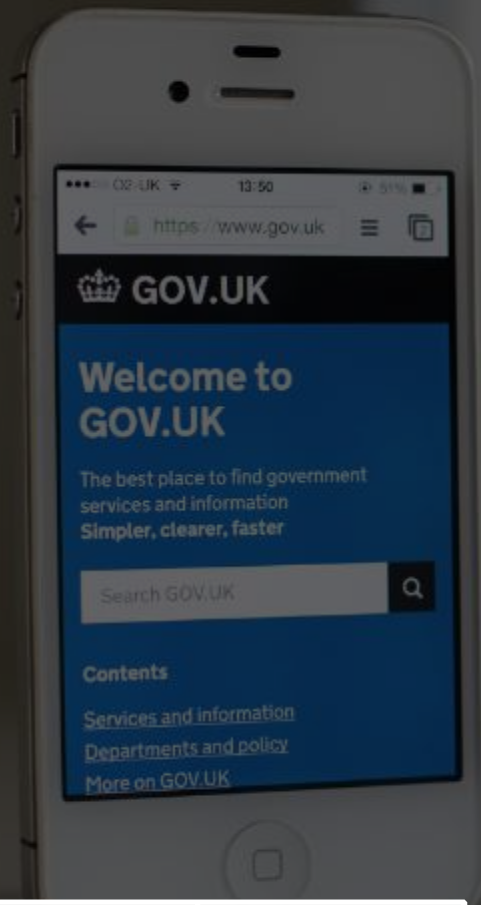 O2-UK 13:50 51%
https://www.gov.uk 2
GOV.UK
Welcome to
GOV.UK
The best place to find government
services and information
Simpler, clearer, faster
Search GOV.UK
Contents
Services and information
Departments and policy
More on GOV.UK